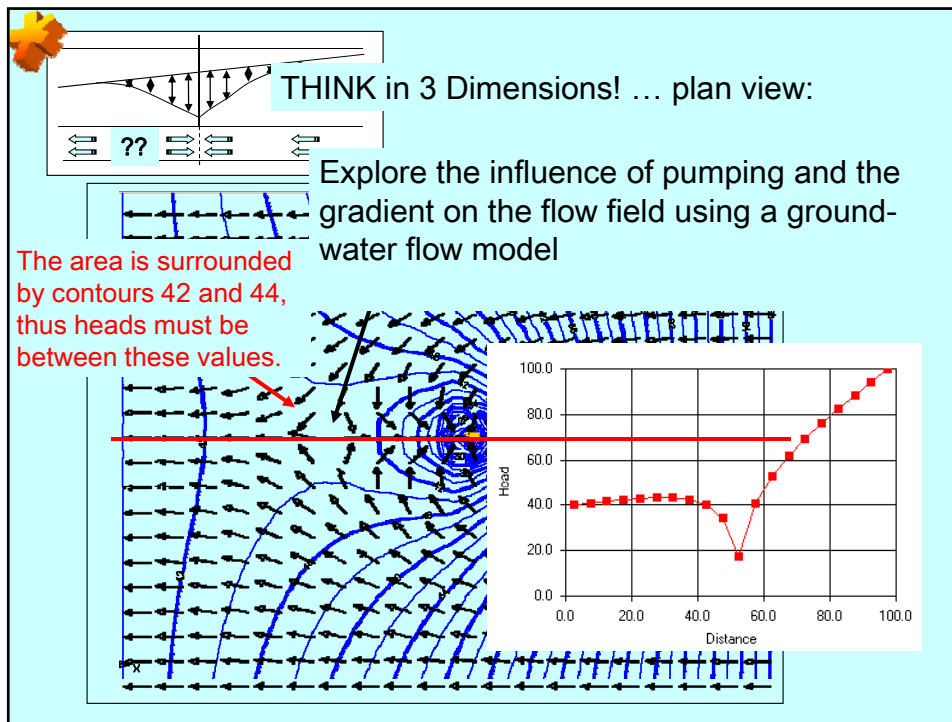 THINK in 3 Dimensions! … plan view:
??
Explore the influence of pumping and the
gradient on the flow field using a ground-
water flow model
The area is surrounded
by contours 42 and 44,
thus heads must be
between these values.
100.0
80.0
60.0
40.0
20.0
0.0
Head
0.0 20.0 40.0 60.0 80.0 100.0
Distance
X